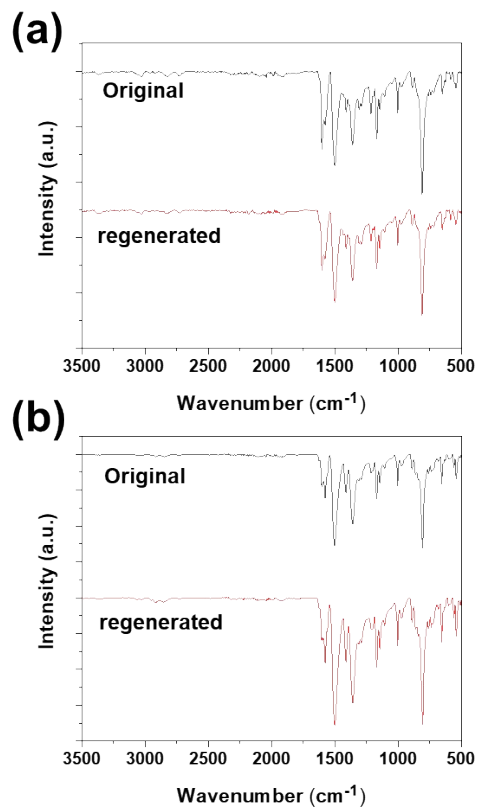 (a)
Original
regenerated
Intensity (a.u.)
3500 3000 2500 2000 1500 1000 500
Wavenumber (cm⁻¹)
(b)
Original
regenerated
Intensity (a.u.)
3500 3000 2500 2000 1500 1000 500
Wavenumber (cm⁻¹)